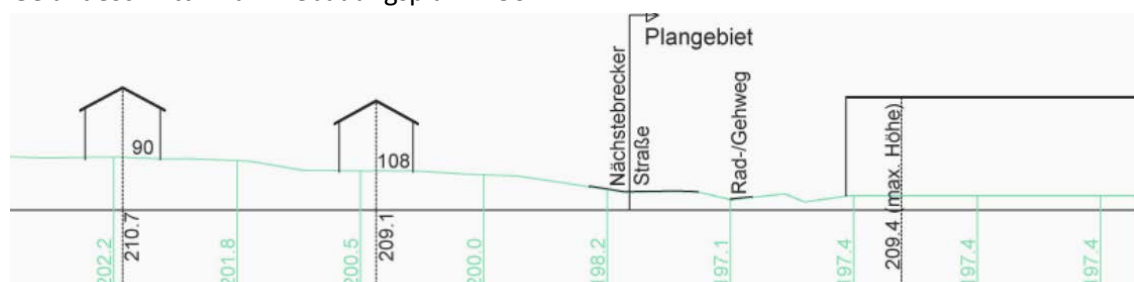 Plangebiet
Nächstebrecker
Straße
Rad-/Gehweg
90
108
202.2
210.7
201.8
200.5
209.1
200.0
198.2
197.1
197.4
209.4 (max. Höhe)
197.4
197.4